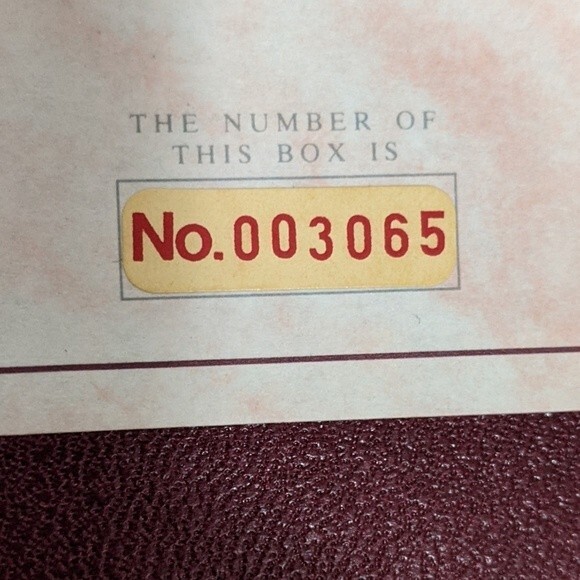 THE NUMBER OF
THIS BOX IS
No.003065